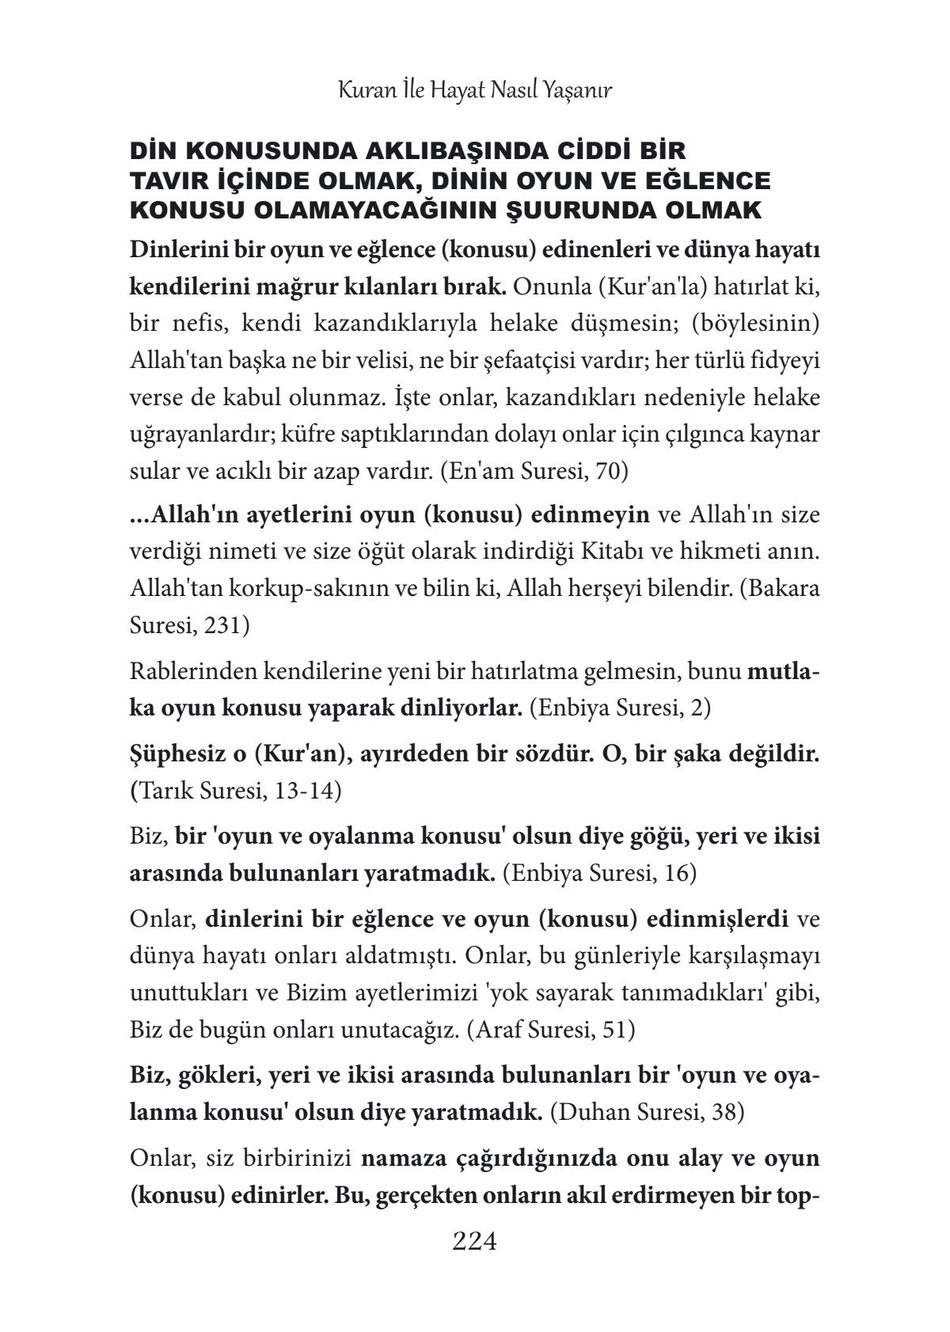 Kuran İle Hayat Nasıl Yaşanır
DİN KONUSUNDA AKLIBAŞINDA CİDDİ BİR
TAVIR İÇİNDE OLMAK, DİNİN OYUN VE EĞLENCE
KONUSU OLAMAYACAĞININ ŞUURUNDA OLMAK
Dinlerini bir oyun ve eğlence (konusu) edinenleri ve dünya hayatı
kendilerini mağrur kılanları bırak. Onunla (Kur'an'la) hatırlat ki,
bir nefis, kendi kazandıklarıyla helake düşmesin; (böylesinin)
Allah'tan başka ne bir velisi, ne bir şefaatçisi vardır; her türlü fidyeyi
verse de kabul olunmaz. İşte onlar, kazandıkları nedeniyle helake
uğrayanlardır; küfre saptıklarından dolayı onlar için çılgınca kaynar
sular ve acıklı bir azap vardır. (En'am Suresi, 70)
...Allah'ın ayetlerini oyun (konusu) edinmeyin ve Allah'ın size
verdiği nimeti ve size öğüt olarak indirdiği Kitabı ve hikmeti anın.
Allah'tan korkup-sakının ve bilin ki, Allah herşeyi bilendir. (Bakara
Suresi, 231)
Rablerinden kendilerine yeni bir hatırlatma gelmesin, bunu mutla-
ka oyun konusu yaparak dinliyorlar. (Enbiya Suresi, 2)
Şüphesiz o (Kur'an), ayırdeden bir sözdür. O, bir şaka değildir.
(Tarık Suresi, 13-14)
Biz, bir 'oyun ve oyalanma konusu' olsun diye göğü, yeri ve ikisi
arasında bulunanları yaratmadık. (Enbiya Suresi, 16)
Onlar, dinlerini bir eğlence ve oyun (konusu) edinmişlerdi ve
dünya hayatı onları aldatmıştı. Onlar, bu günleriyle karşılaşmayı
unuttukları ve Bizim ayetlerimizi 'yok sayarak tanımadıkları' gibi,
Biz de bugün onları unutacağız. (Araf Suresi, 51)
Biz, gökleri, yeri ve ikisi arasında bulunanları bir 'oyun ve oya-
lanma konusu' olsun diye yaratmadık. (Duhan Suresi, 38)
Onlar, siz birbirinizi namaza çağırdığınızda onu alay ve oyun
(konusu) edinirler. Bu, gerçekten onların akıl erdirmeyen bir top-
224